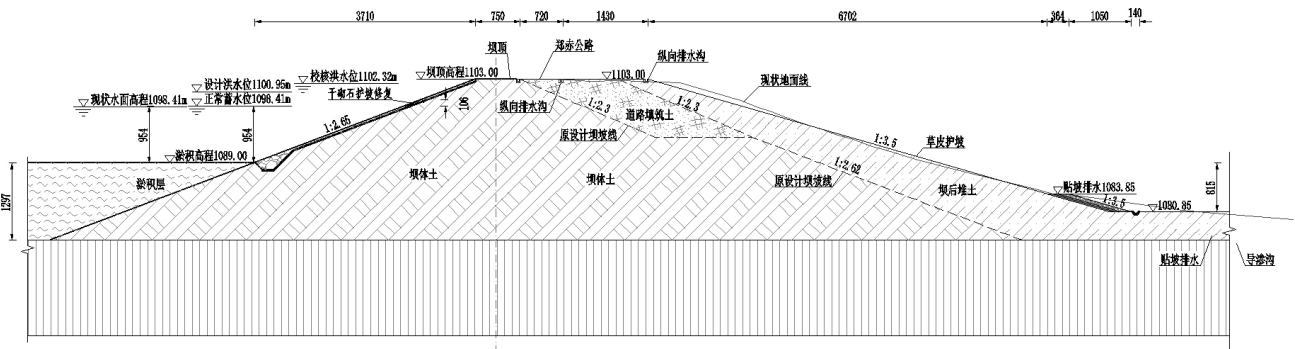 3710 750 720 1430 6702 364 1050 140
坝顶
郑赤公路
纵向排水沟
校核洪水位1102.32m
坝顶高程1103.00
1103.00
现状地面线
设计洪水位1100.95m
现状水面高程1098.41m
正常蓄水位1098.41m
干砌石护坡修复
106
纵向排水沟
1:2.3
道路填筑土
1:2.3
1:2.65
原设计坝坡线
1:3.5
草皮护坡
954
954
淤积高程1089.00
1:2.62
淤积层
坝体土
坝体土
原设计坝坡线
坝后堆土
贴坡排水1083.85
1:3.5
1080.85
615
1297
贴坡排水
导渗沟